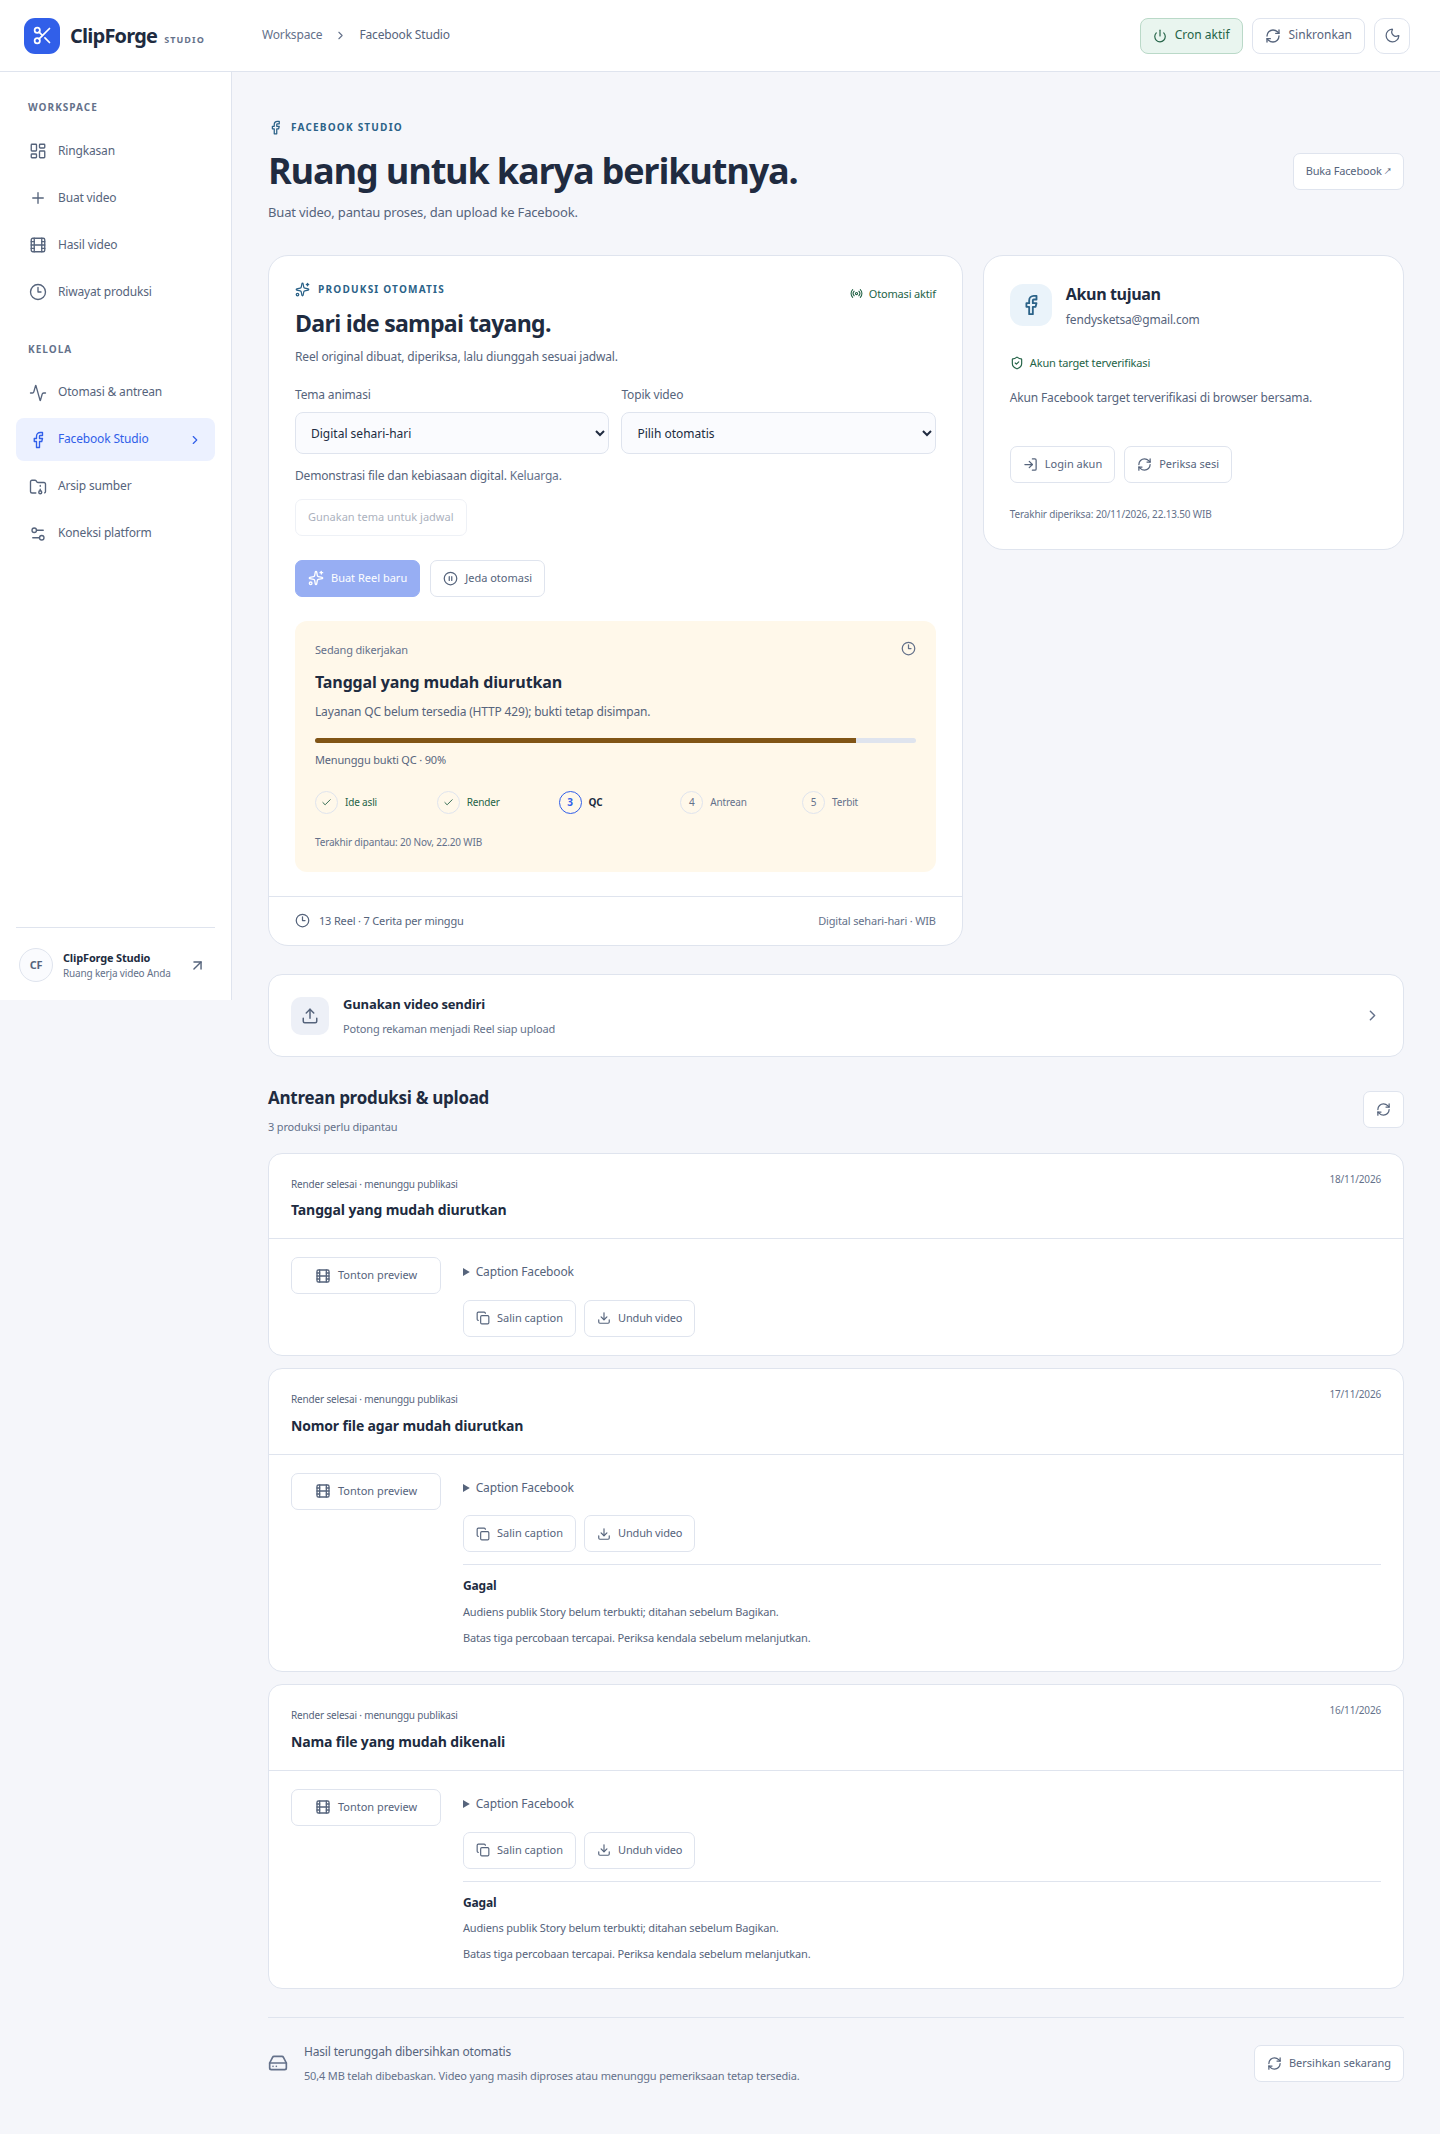 ClipForge STUDIO
Workspace
Facebook Studio
Cron aktif
Sinkronkan
WORKSPACE
Ringkasan
Buat video
Hasil video
Riwayat produksi
KELOLA
Otomasi & antrean
Facebook Studio
Arsip sumber
Koneksi platform
CF
ClipForge Studio
Ruang kerja video Anda
FACEBOOK STUDIO
Ruang untuk karya berikutnya.
Buat video, pantau proses, dan upload ke Facebook.
Buka Facebook ↗
PRODUKSI OTOMATIS
Otomasi aktif
Dari ide sampai tayang.
Reel original dibuat, diperiksa, lalu diunggah sesuai jadwal.
Tema animasi
Topik video
Digital sehari-hari
Pilih otomatis
Demonstrasi file dan kebiasaan digital. Keluarga.
Gunakan tema untuk jadwal
Buat Reel baru
Jeda otomasi
Sedang dikerjakan
Tanggal yang mudah diurutkan
Layanan QC belum tersedia (HTTP 429); bukti tetap disimpan.
Menunggu bukti QC · 90%
Ide asli
Render
3 QC
4 Antrean
5 Terbit
Terakhir dipantau: 20 Nov, 22.20 WIB
13 Reel · 7 Cerita per minggu
Digital sehari-hari · WIB
Akun tujuan
fendysketsa@gmail.com
Akun target terverifikasi
Akun Facebook target terverifikasi di browser bersama.
Login akun
Periksa sesi
Terakhir diperiksa: 20/11/2026, 22.13.50 WIB
Gunakan video sendiri
Potong rekaman menjadi Reel siap upload
Antrean produksi & upload
3 produksi perlu dipantau
Render selesai · menunggu publikasi
18/11/2026
Tanggal yang mudah diurutkan
Tonton preview
Caption Facebook
Salin caption
Unduh video
Render selesai · menunggu publikasi
17/11/2026
Nomor file agar mudah diurutkan
Tonton preview
Caption Facebook
Salin caption
Unduh video
Gagal
Audiens publik Story belum terbukti; ditahan sebelum Bagikan.
Batas tiga percobaan tercapai. Periksa kendala sebelum melanjutkan.
Render selesai · menunggu publikasi
16/11/2026
Nama file yang mudah dikenali
Tonton preview
Caption Facebook
Salin caption
Unduh video
Gagal
Audiens publik Story belum terbukti; ditahan sebelum Bagikan.
Batas tiga percobaan tercapai. Periksa kendala sebelum melanjutkan.
Hasil terunggah dibersihkan otomatis
50,4 MB telah dibebaskan. Video yang masih diproses atau menunggu pemeriksaan tetap tersedia.
Bersihkan sekarang